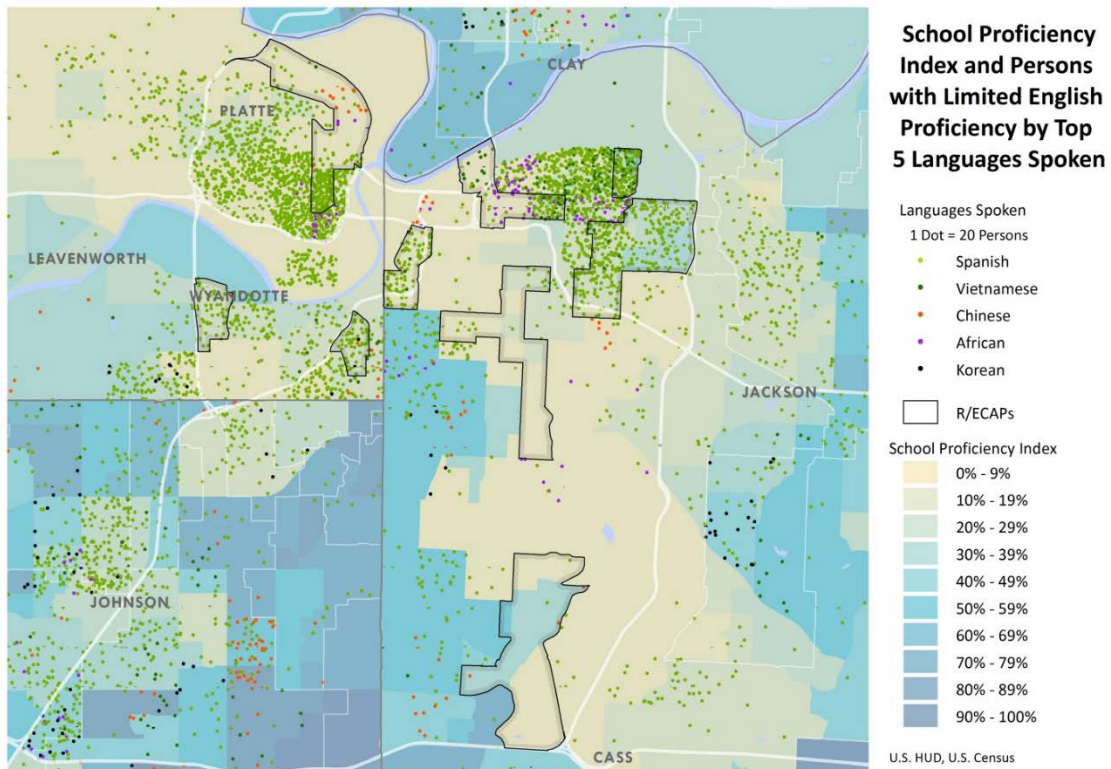 School Proficiency
Index and Persons
with Limited English
Proficiency by Top
5 Languages Spoken
Languages Spoken
1 Dot = 20 Persons
Spanish
Vietnamese
Chinese
African
Korean
R/ECAPs
School Proficiency Index
0% - 9%
10% - 19%
20% - 29%
30% - 39%
40% - 49%
50% - 59%
60% - 69%
70% - 79%
80% - 89%
90% - 100%
U.S. HUD, U.S. Census
CLAY
PLATTE
LEAVENWORTH
WYANDOTTE
JACKSON
JOHNSON
CASS